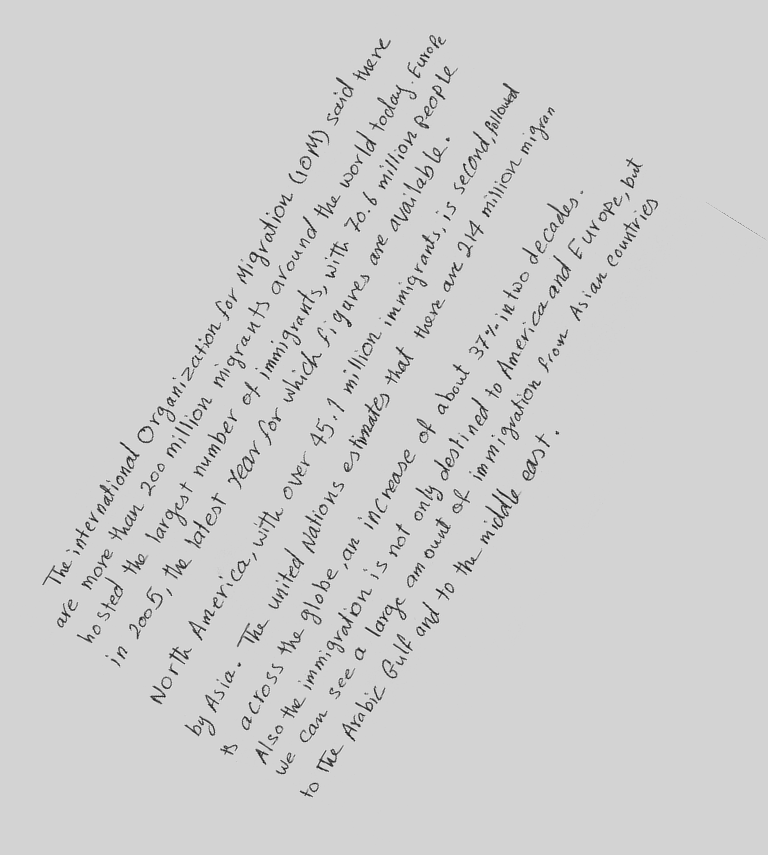 The international Organization for Migration (IOM) said there
are more than 200 million migrants around the world today. Europe
hosted the largest number of immigrants, with 70.6 million people
in 2005, the latest year for which figures are available.
North America, with over 45.1 million immigrants, is second, followed
by Asia. The united Nations estimates that there are 214 million migran
ts across the globe, an increase of about 37% in two decades.
Also the immigration is not only destined to America and Europe, but
we can see a large amount of immigration from Asian countries
to the Arabic Gulf and to the middle east.